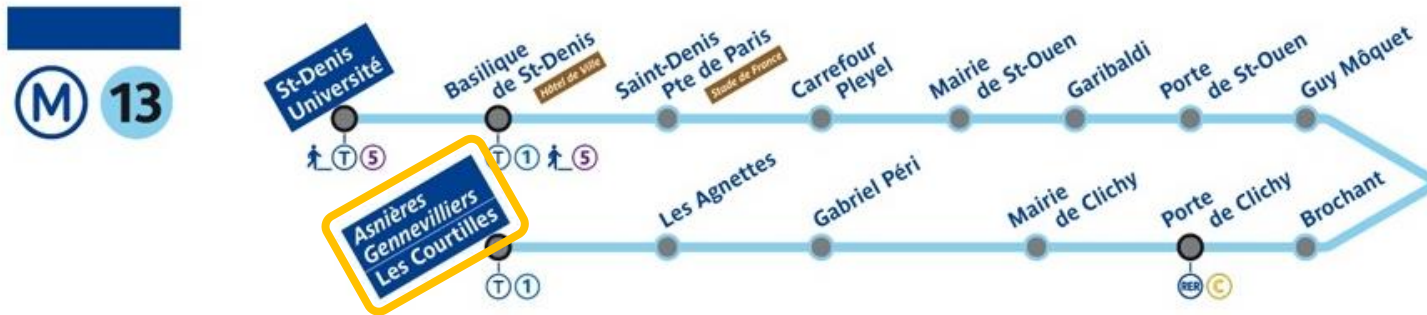 M 13
St-Denis
Université
Basilique
de St-Denis
Hôtel de Ville
Saint-Denis
Pte de Paris
Stade de France
Carrefour
Pleyel
Mairie
de St-Ouen
Garibaldi
Porte
de St-Ouen
Guy Môquet
T 5
T 1 5
Asnières
Gennevilliers
Les Courtilles
Les Agnettes
Gabriel Péri
Mairie
de Clichy
Porte
de Clichy
Brochant
T 1
RER C